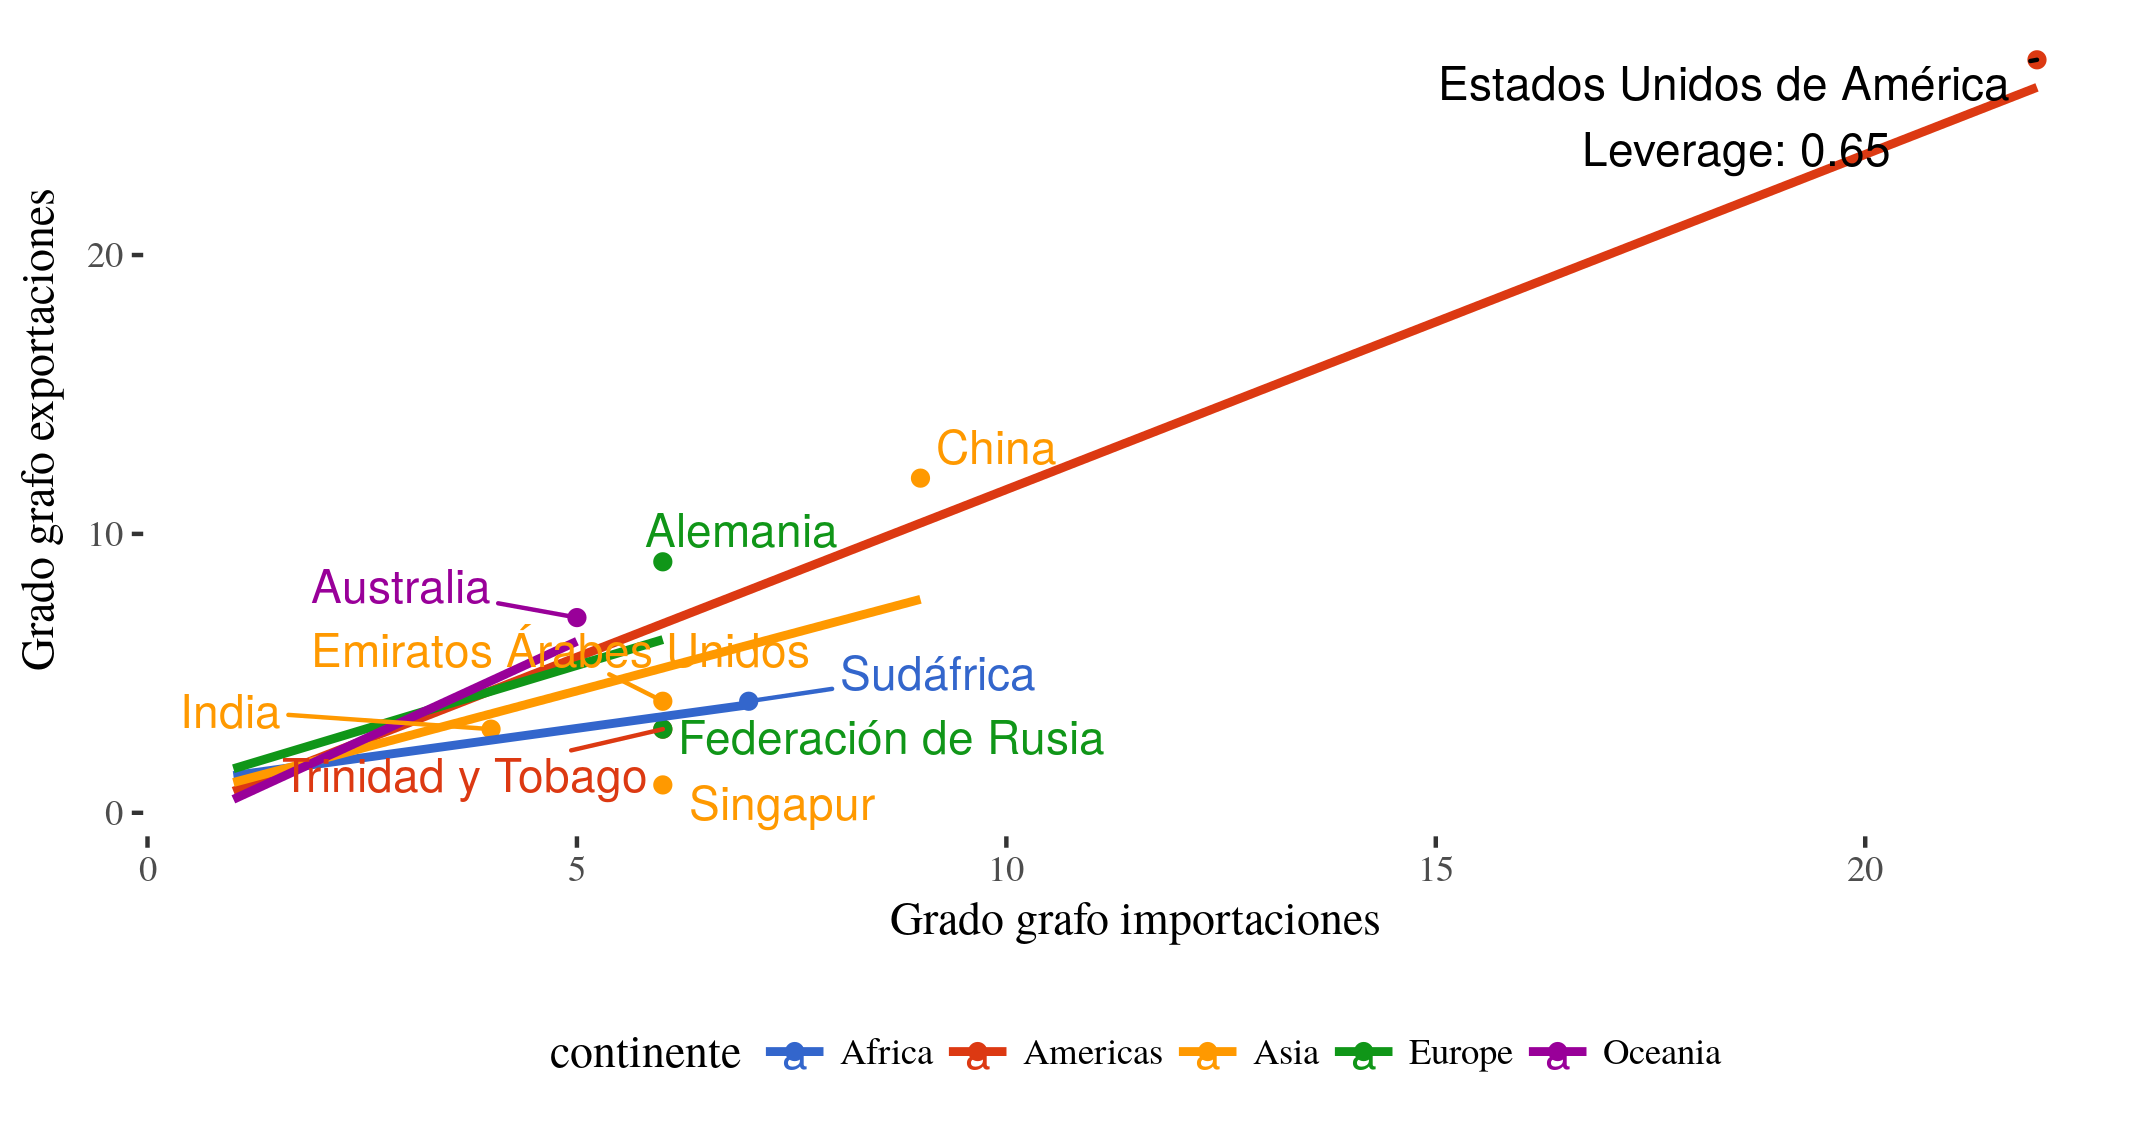 Estados Unidos de América
Leverage: 0.65
Grado grafo exportaciones
20
10
0
China
Alemania
Australia
Emiratos Árabes Unidos
Sudáfrica
India
Federación de Rusia
Trinidad y Tobago
Singapur
0 5 10 15 20
Grado grafo importaciones
continente a Africa a Americas a Asia a Europe a Oceania